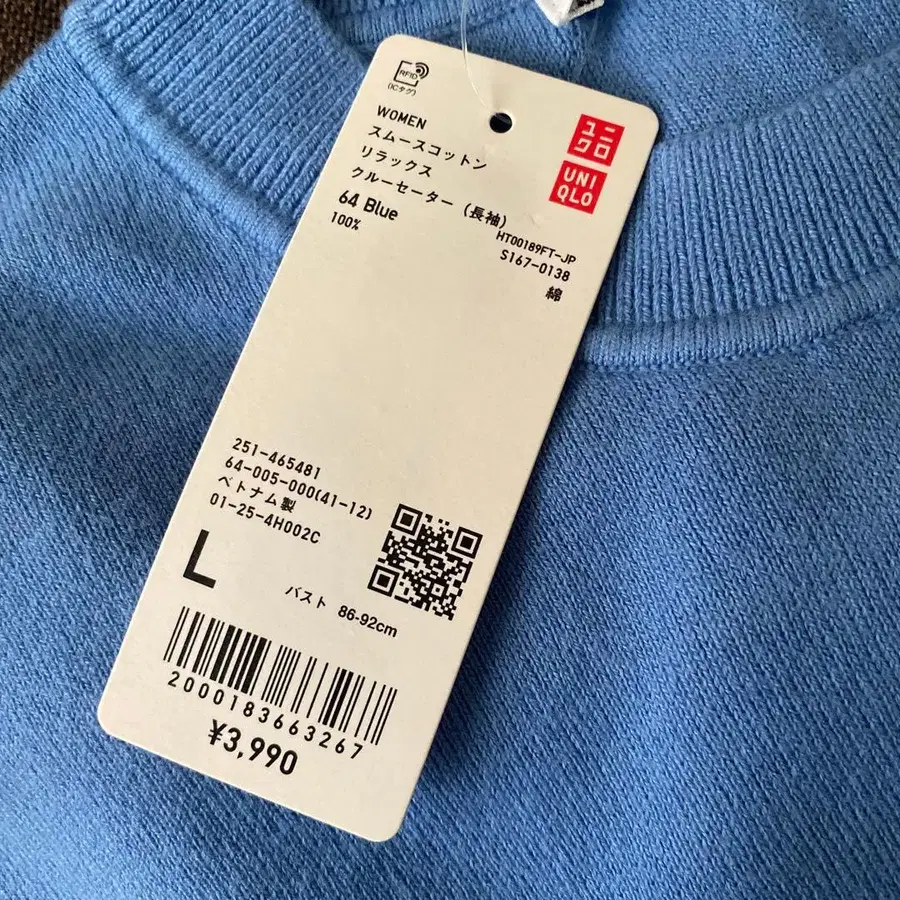 RFID
(ICタグ)
ユニ
クロ
UNI
QLO
WOMEN
スムースコットン
リラックス
クルーセーター (長袖)
64 Blue
HT00189FT-JP
100%
S167-0138
綿
251-465481
64-005-000(41-12)
ベトナム製
01-25-4H002C
L
バスト 86-92cm
2000183663267
¥3,990